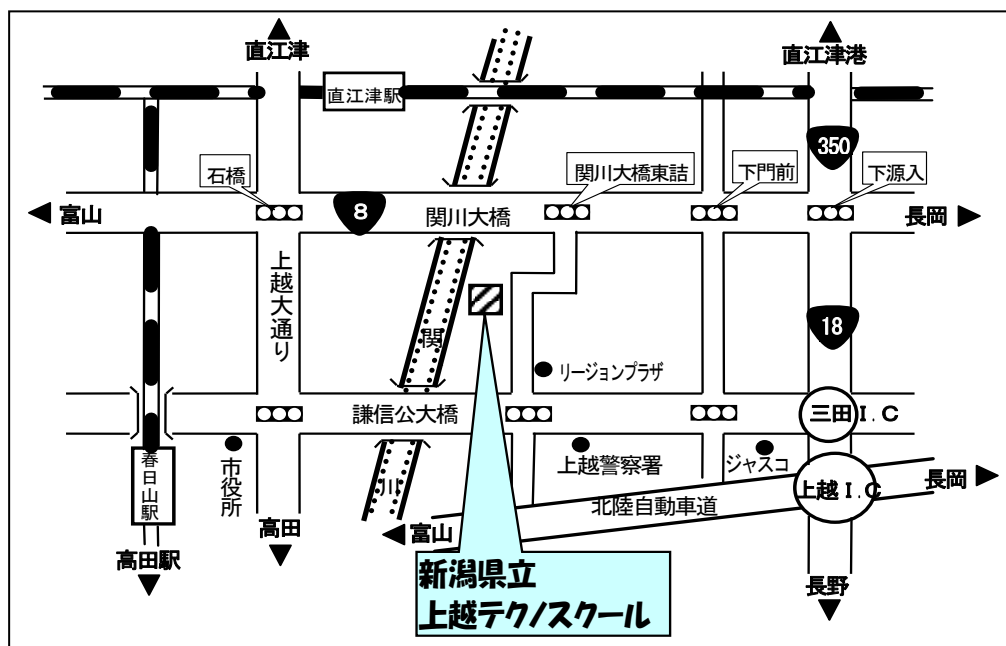 直江津
直江津港
直江津駅
350
石橋
関川大橋東詰
下門前
下源入
富山
8
関川大橋
長岡
上越大通り
関
18
リージョンプラザ
謙信公大橋
三田I.C
春日山駅
市役所
川
上越警察署
ジャスコ
上越I.C
長岡
北陸自動車道
高田
富山
高田駅
長野
新潟県立
上越テクノスクール